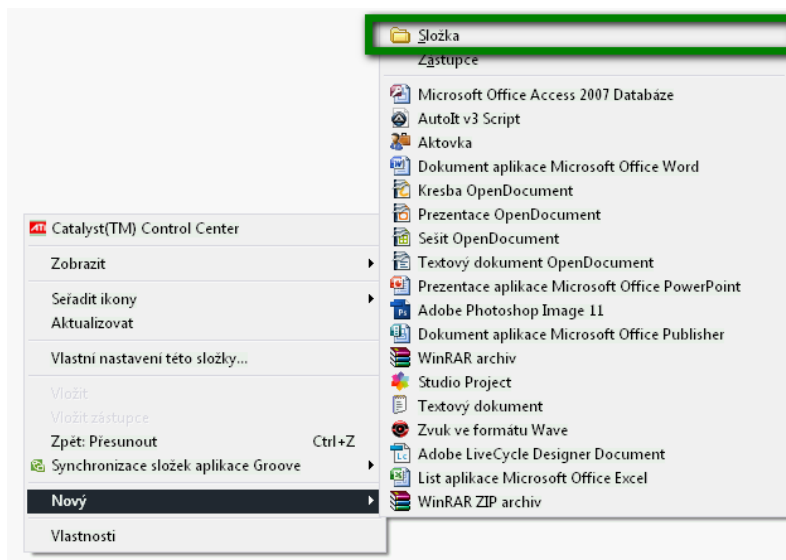 Catalyst(TM) Control Center
Zobrazit
Seřadit ikony
Aktualizovat
Vlastní nastavení této složky...
Vložit
Vložit zástupce
Zpět: Přesunout Ctrl+Z
Synchronizace složek aplikace Groove
Nový
Vlastnosti
Složka
Zástupce
Microsoft Office Access 2007 Databáze
AutoIt v3 Script
Aktovka
Dokument aplikace Microsoft Office Word
Kresba OpenDocument
Prezentace OpenDocument
Sešit OpenDocument
Textový dokument OpenDocument
Prezentace aplikace Microsoft Office PowerPoint
Adobe Photoshop Image 11
Dokument aplikace Microsoft Office Publisher
WinRAR archiv
Studio Project
Textový dokument
Zvuk ve formátu Wave
Adobe LiveCycle Designer Document
List aplikace Microsoft Office Excel
WinRAR ZIP archiv